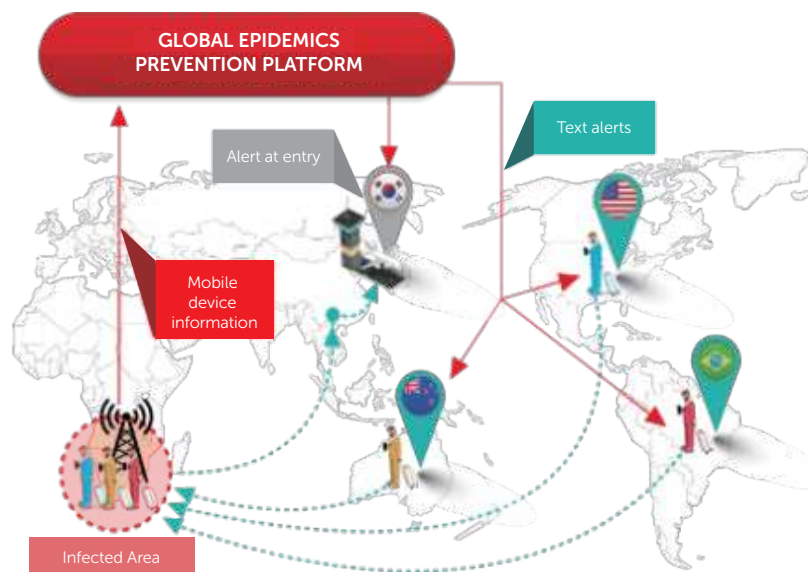 GLOBAL EPIDEMICS
PREVENTION PLATFORM
Alert at entry
Text alerts
Mobile
device
information
Infected Area